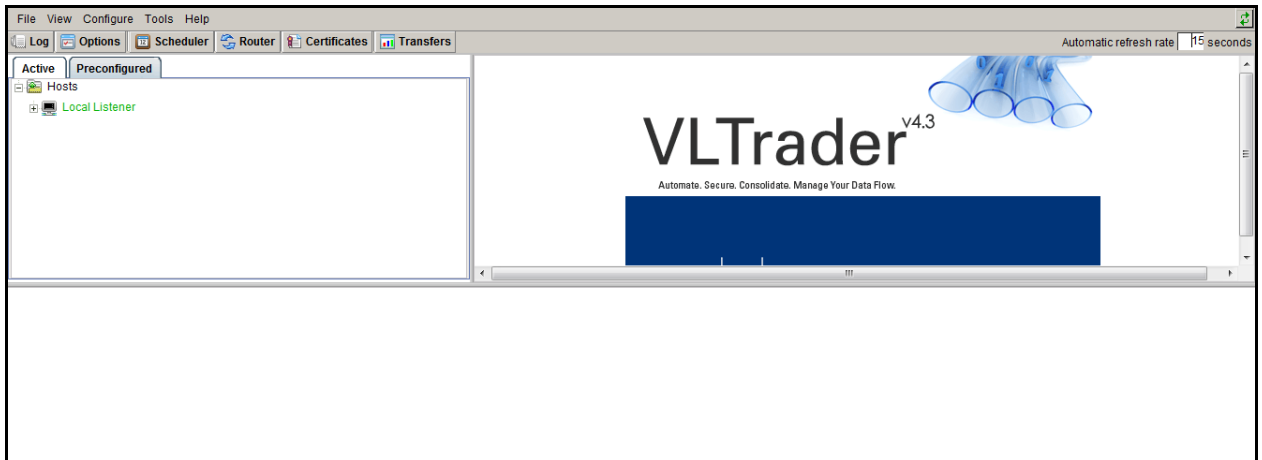 File View Configure Tools Help
Log Options Scheduler Router Certificates Transfers Automatic refresh rate 15 seconds
Active Preconfigured
Hosts
Local Listener
VLTrader v4.3
Automate. Secure. Consolidate. Manage Your Data Flow.